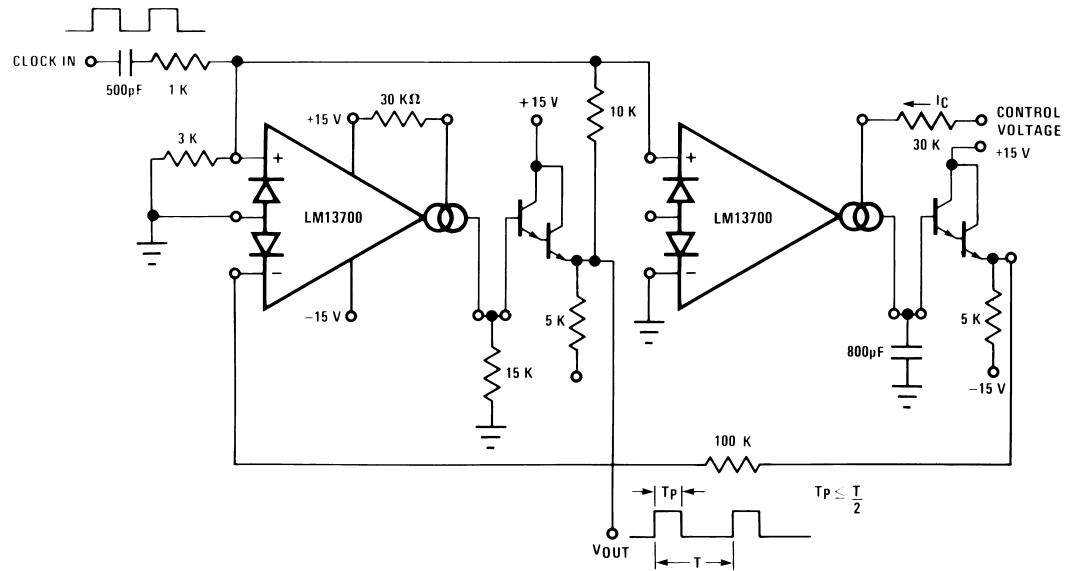 CLOCK IN
500pF
1 K
3 K
+15 V
30 KΩ
+
LM13700
−
−15 V
15 K
+15 V
5 K
10 K
+
LM13700
−
IC
30 K
CONTROL
VOLTAGE
+15 V
800pF
5 K
−15 V
100 K
VOUT
TP
T
TP ≤ T/2